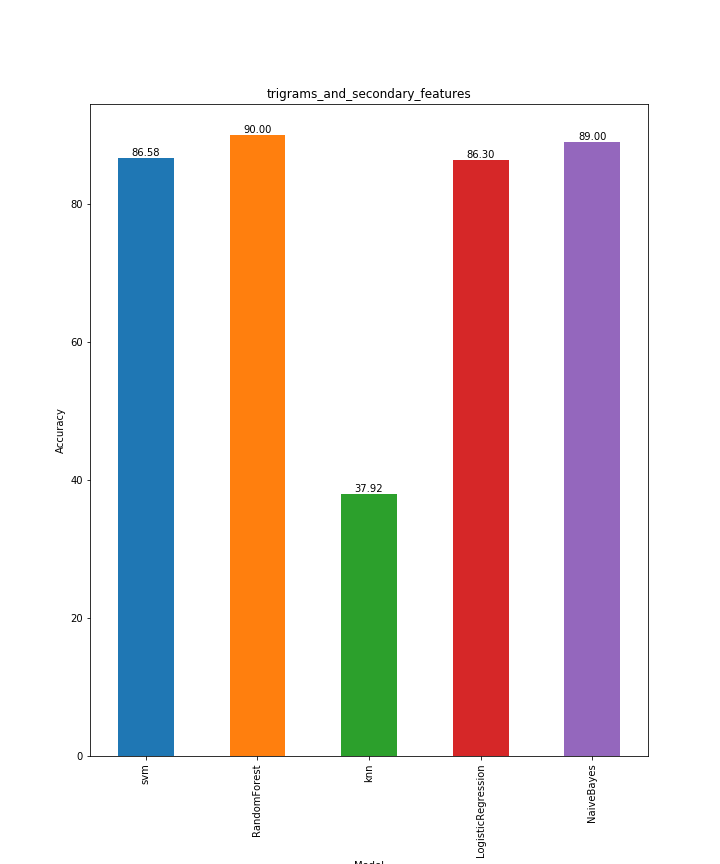 trigrams_and_secondary_features
86.58
90.00
37.92
86.30
89.00
80
60
40
20
0
Accuracy
svm
RandomForest
knn
LogisticRegression
NaiveBayes
Model